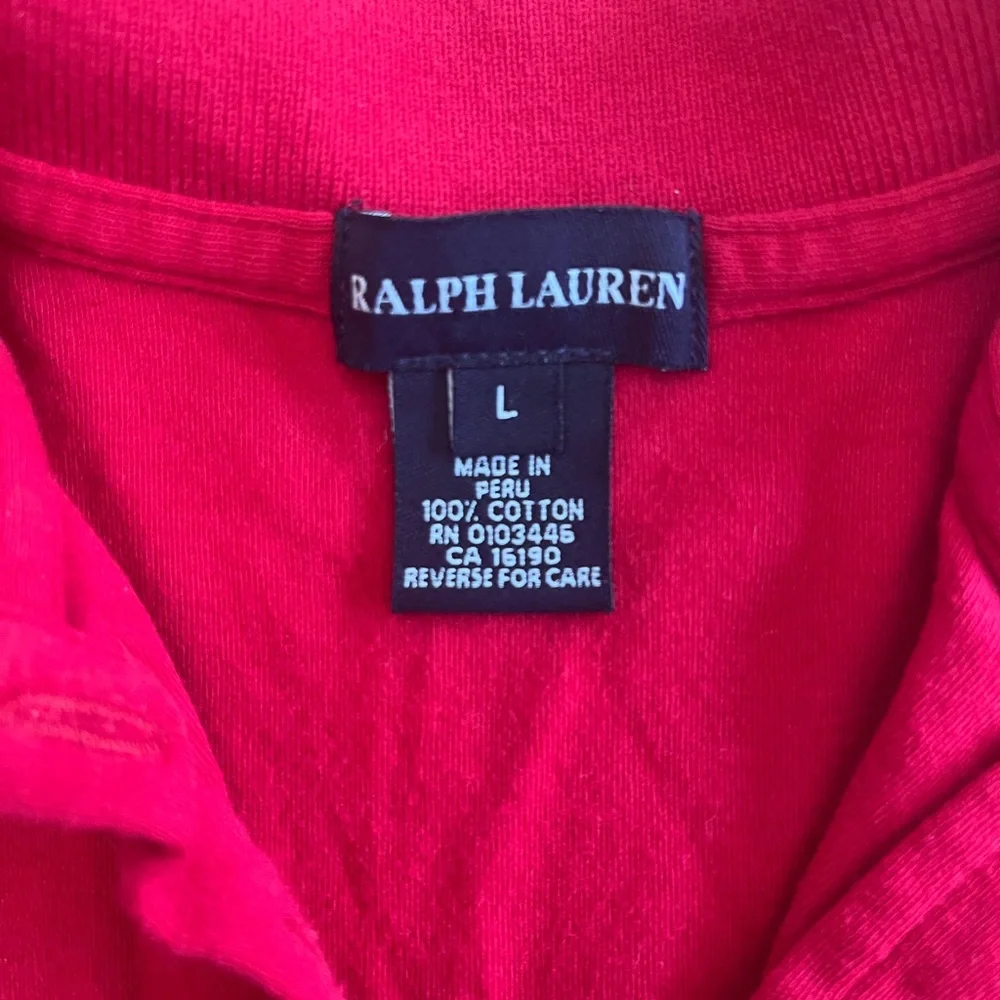 RALPH LAUREN
L
MADE IN
PERU
100% COTTON
RN 0103446
CA 16190
REVERSE FOR CARE